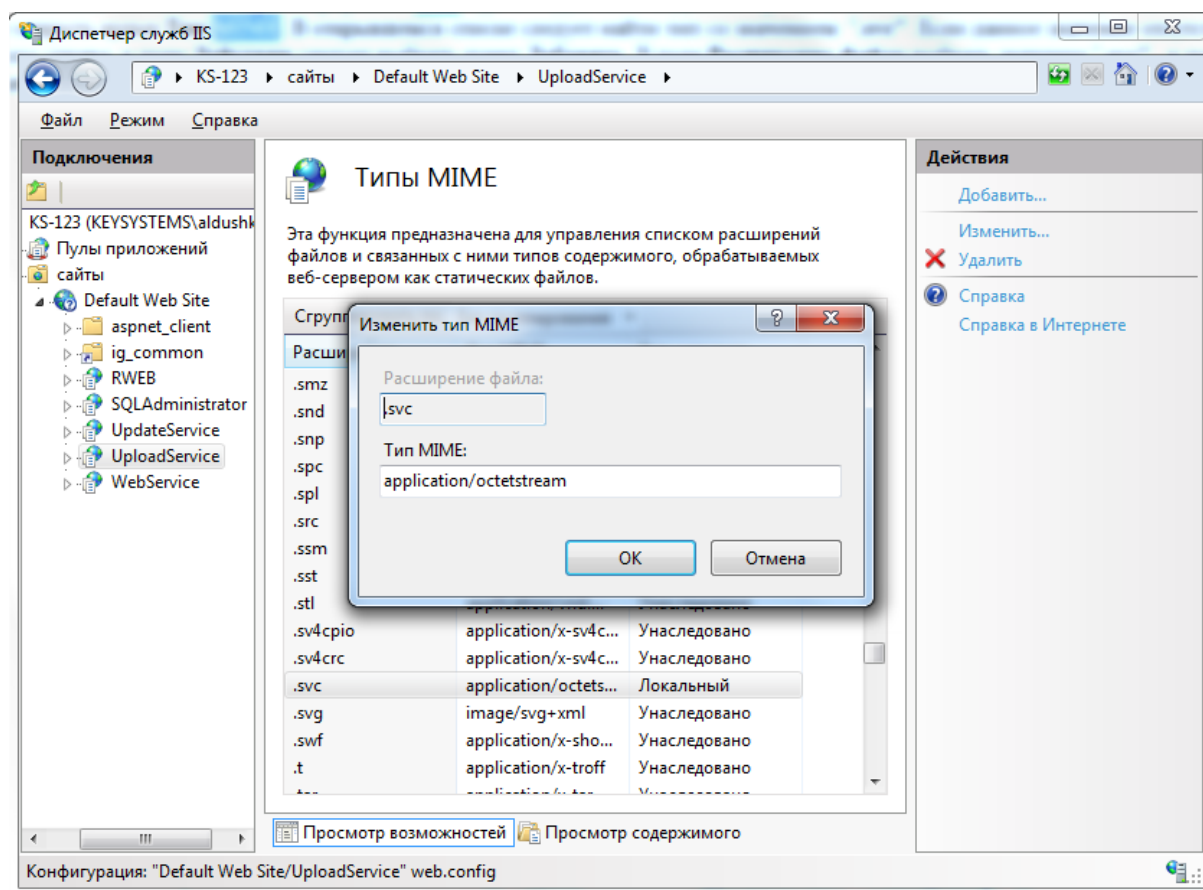 Диспетчер служб IIS
KS-123 сайты Default Web Site UploadService
Файл Режим Справка
Подключения
KS-123 (KEYSYSTEMS\aldushk
Пулы приложений
сайты
Default Web Site
aspnet_client
ig_common
RWEB
SQLAdministrator
UpdateService
UploadService
WebService
Типы MIME
Эта функция предназначена для управления списком расширений
файлов и связанных с ними типов содержимого, обрабатываемых
веб-сервером как статических файлов.
Сгрупп
Расши
.smz
.snd
.snp
.spc
.spl
.src
.ssm
.sst
.stl
.sv4cpio application/x-sv4c... Унаследовано
.sv4crc application/x-sv4c... Унаследовано
.svc application/octets... Локальный
.svg image/svg+xml Унаследовано
.swf application/x-sho... Унаследовано
.t application/x-troff Унаследовано
Изменить тип MIME
Расширение файла:
.svc
Тип MIME:
application/octetstream
OK Отмена
Просмотр возможностей Просмотр содержимого
Действия
Добавить...
Изменить...
Удалить
Справка
Справка в Интернете
Конфигурация: "Default Web Site/UploadService" web.config